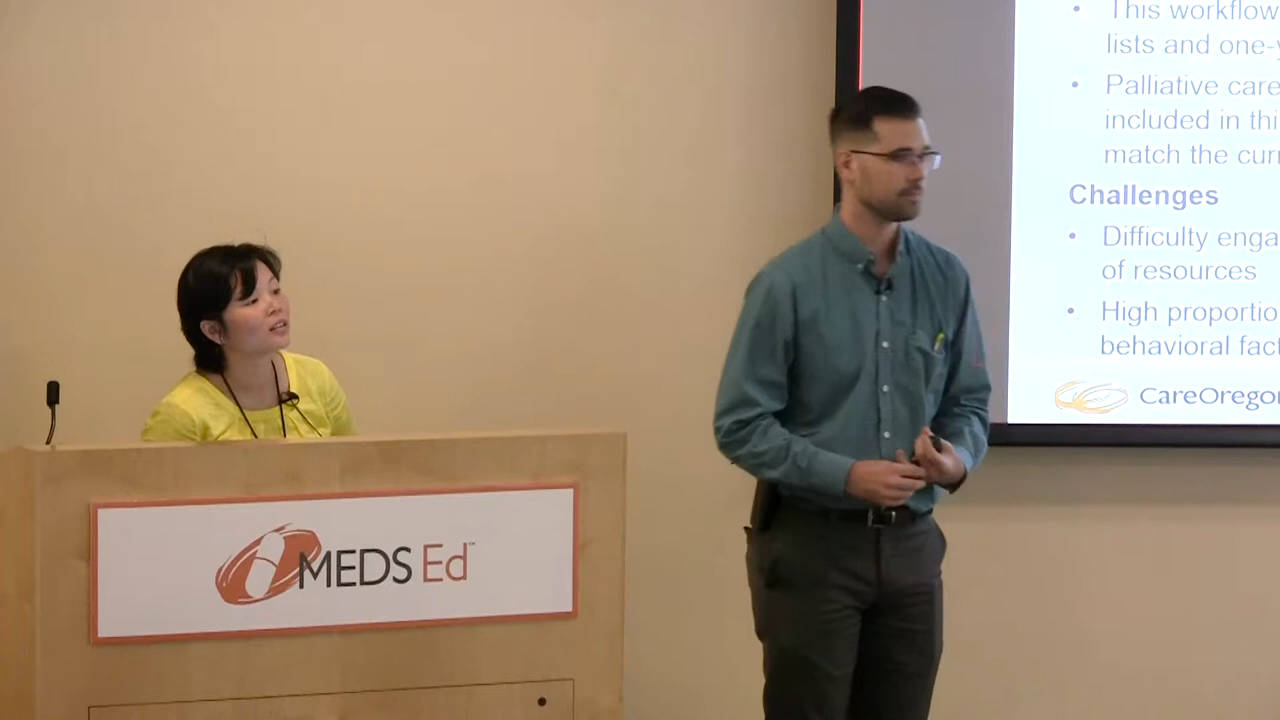 This workflow
lists and one-y
Palliative care
included in thi
match the curr
Challenges
Difficulty enga
of resources
High proportio
behavioral fact
CareOregon
MEDS Ed™